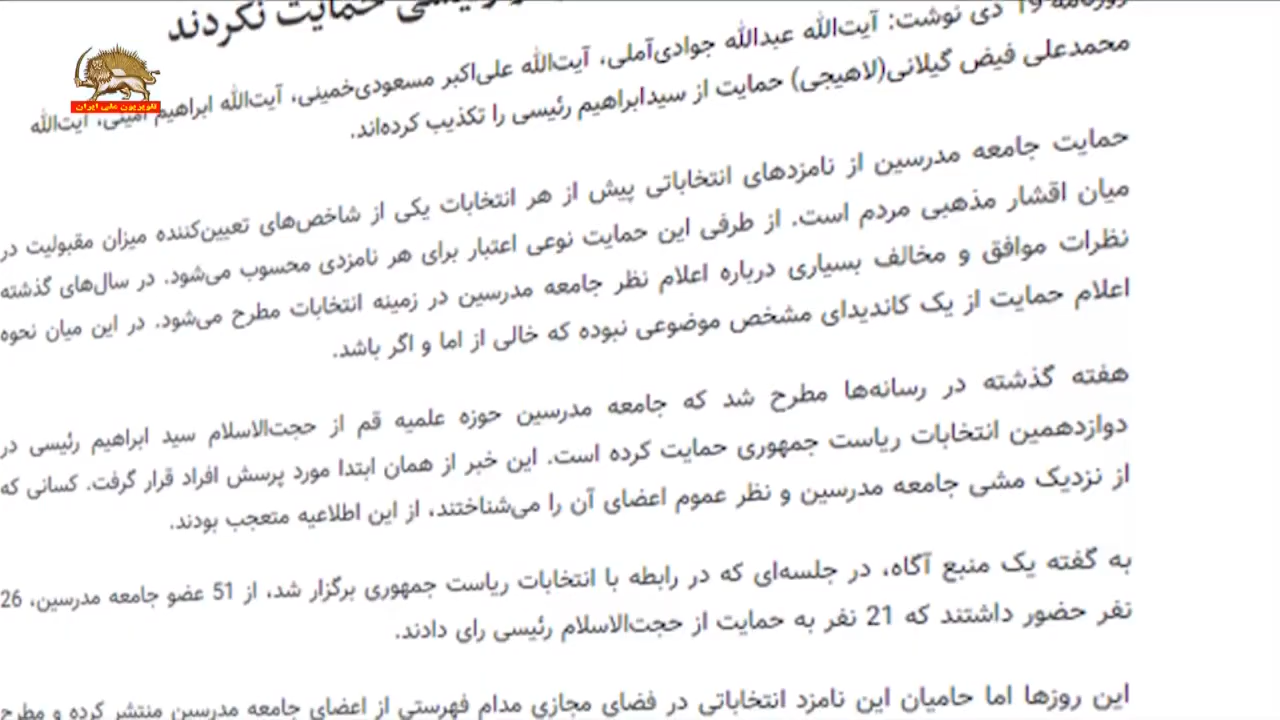 رئیسی حمایت نکردند
روزنامه 19 دی نوشت: آیت‌الله عبدالله جوادی‌آملی، آیت‌الله علی‌اکبر مسعودی‌خمینی، آیت‌الله ابراهیم امینی، آیت‌الله
محمدعلی فیض گیلانی(لاهیجی) حمایت از سیدابراهیم رئیسی را تکذیب کرده‌اند.
حمایت جامعه مدرسین از نامزدهای انتخاباتی پیش از هر انتخابات یکی از شاخص‌های تعیین‌کننده میزان مقبولیت در
میان اقشار مذهبی مردم است. از طرفی این حمایت نوعی اعتبار برای هر نامزدی محسوب می‌شود. در سال‌های گذشته
نظرات موافق و مخالف بسیاری درباره اعلام نظر جامعه مدرسین در زمینه انتخابات مطرح می‌شود. در این میان نحوه
اعلام حمایت از یک کاندیدای مشخص موضوعی نبوده که خالی از اما و اگر باشد.
هفته گذشته در رسانه‌ها مطرح شد که جامعه مدرسین حوزه علمیه قم از حجت‌الاسلام سید ابراهیم رئیسی در
دوازدهمین انتخابات ریاست جمهوری حمایت کرده است. این خبر از همان ابتدا مورد پرسش افراد قرار گرفت. کسانی که
از نزدیک مشی جامعه مدرسین و نظر عموم اعضای آن را می‌شناختند، از این اطلاعیه متعجب بودند.
به گفته یک منبع آگاه، در جلسه‌ای که در رابطه با انتخابات ریاست جمهوری برگزار شد، از 51 عضو جامعه مدرسین، 26
نفر حضور داشتند که 21 نفر به حمایت از حجت‌الاسلام رئیسی رای دادند.
این روزها اما حامیان این نامزد انتخاباتی در فضای مجازی مدام فهرستی از اعضای جامعه مدرسین منتشر کرده و مطرح
تلویزیون ملی ایران